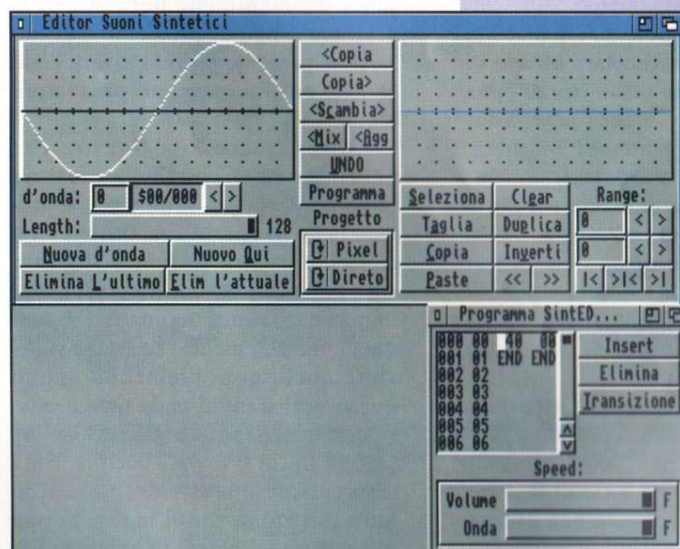 Editor Suoni Sintetici
<Copia
Copia>
<Scambia>
<Mix <Agg
UNDO
Programma
Progetto
Pixel
Direto
d'onda: 0 $00/000 < >
Length: 128
Nuova d'onda Nuovo Qui
Elimina L'ultimo Elim l'attuale
Seleziona Clear Range:
Taglia Duplica 0 < >
Copia Inverti 0 < >
Paste << >> |< >|< >|
Programma SintED...
000 00 40 00
001 01 END END
002 02
003 03
004 04
005 05
006 06
Insert
Elimina
Transizione
Speed:
Volume F
Onda F